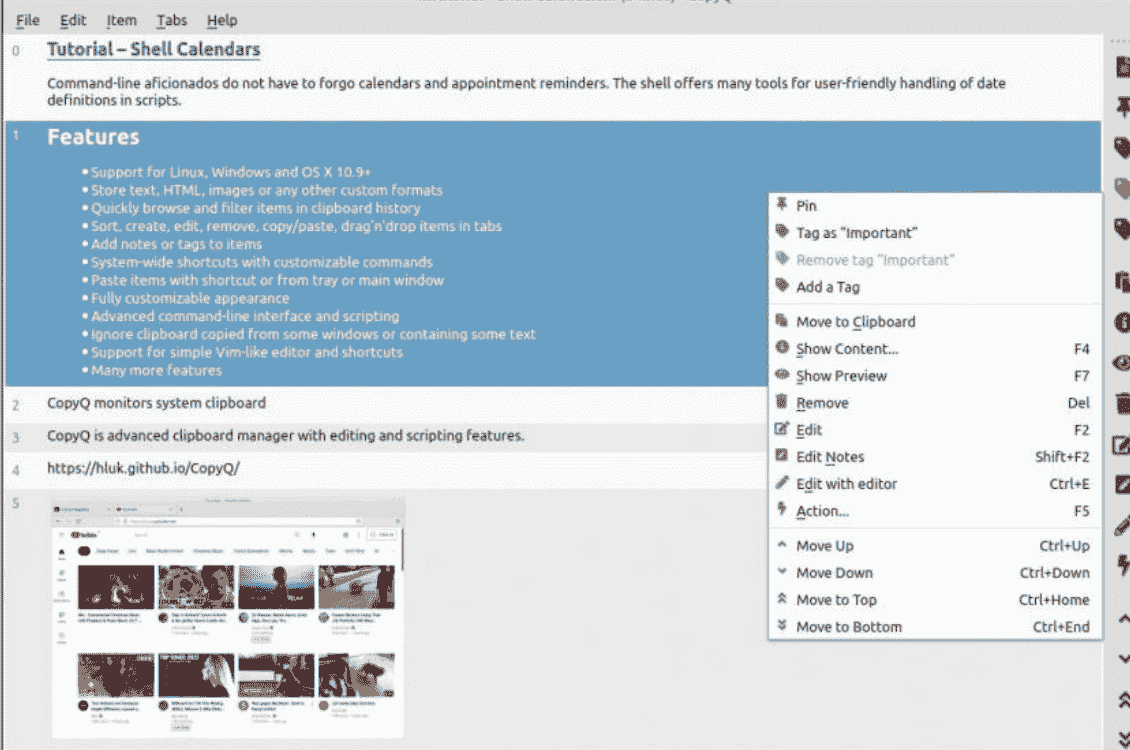 File Edit Item Tabs Help
0 Tutorial – Shell Calendars
Command-line aficionados do not have to forgo calendars and appointment reminders. The shell offers many tools for user-friendly handling of date
definitions in scripts.
1 Features
• Support for Linux, Windows and OS X 10.9+
• Store text, HTML, images or any other custom formats
• Quickly browse and filter items in clipboard history
• Sort, create, edit, remove, copy/paste, drag'n'drop items in tabs
• Add notes or tags to items
• System-wide shortcuts with customizable commands
• Paste items with shortcut or from tray or main window
• Fully customizable appearance
• Advanced command-line interface and scripting
• Ignore clipboard copied from some windows or containing some text
• Support for simple Vim-like editor and shortcuts
• Many more features
2 CopyQ monitors system clipboard
3 CopyQ is advanced clipboard manager with editing and scripting features.
4 https://hluk.github.io/CopyQ/
5
Pin
Tag as "Important"
Remove tag "Important"
Add a Tag
Move to Clipboard
Show Content... F4
Show Preview F7
Remove Del
Edit F2
Edit Notes Shift+F2
Edit with editor Ctrl+E
Action... F5
Move Up Ctrl+Up
Move Down Ctrl+Down
Move to Top Ctrl+Home
Move to Bottom Ctrl+End